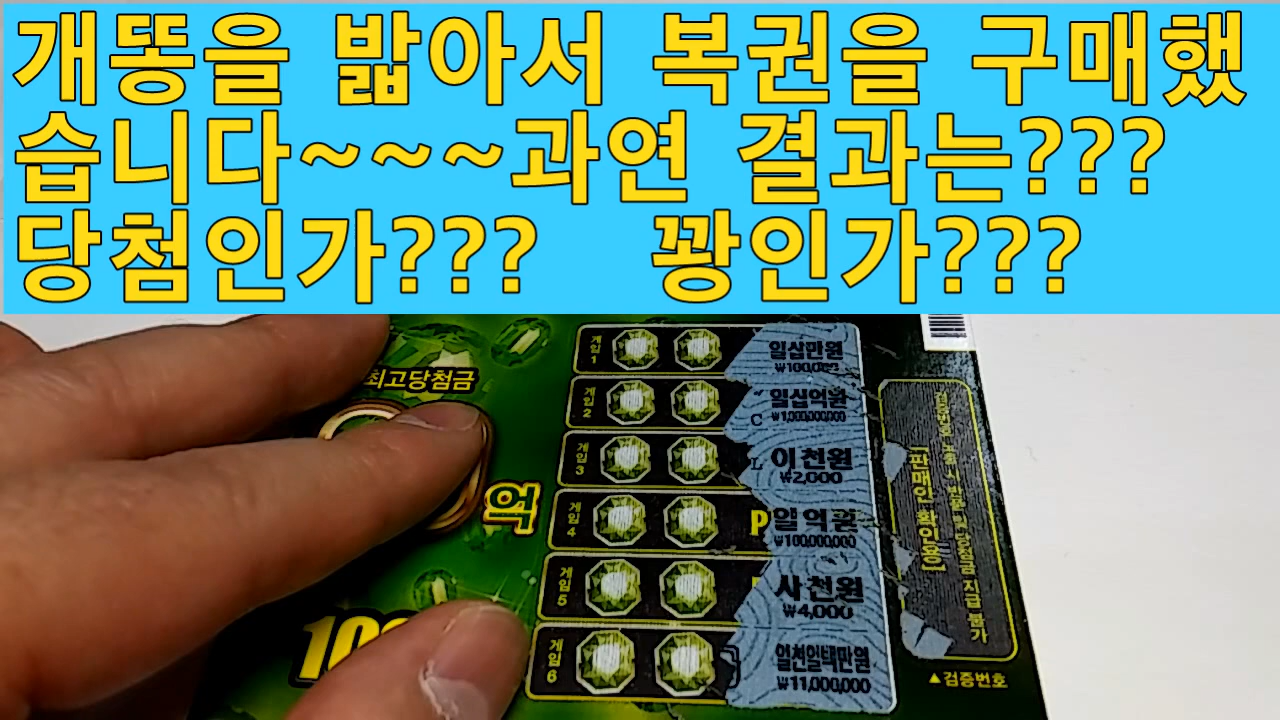 개똥을 밟아서 복권을 구매했
습니다~~~과연 결과는???
당첨인가??? 꽝인가???
최고당첨금
억
10
게임1
일십만원
₩100,000
게임2
일십억원
₩1,000,000,000
C
게임3
이천원
₩2,000
L
게임4
P
일억원
₩100,000,000
게임5
사천원
₩4,000
게임6
일천일백만원
₩11,000,000
[판매인 확인용]
▲검증번호